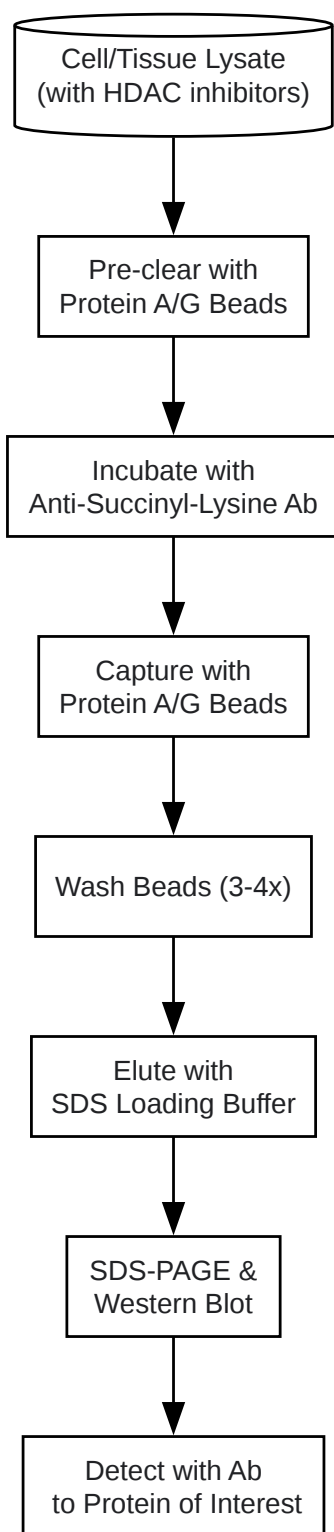 Cell/Tissue Lysate
(with HDAC inhibitors)
Pre-clear with
Protein A/G Beads
Incubate with
Anti-Succinyl-Lysine Ab
Capture with
Protein A/G Beads
Wash Beads (3-4x)
Elute with
SDS Loading Buffer
SDS-PAGE &
Western Blot
Detect with Ab
to Protein of Interest